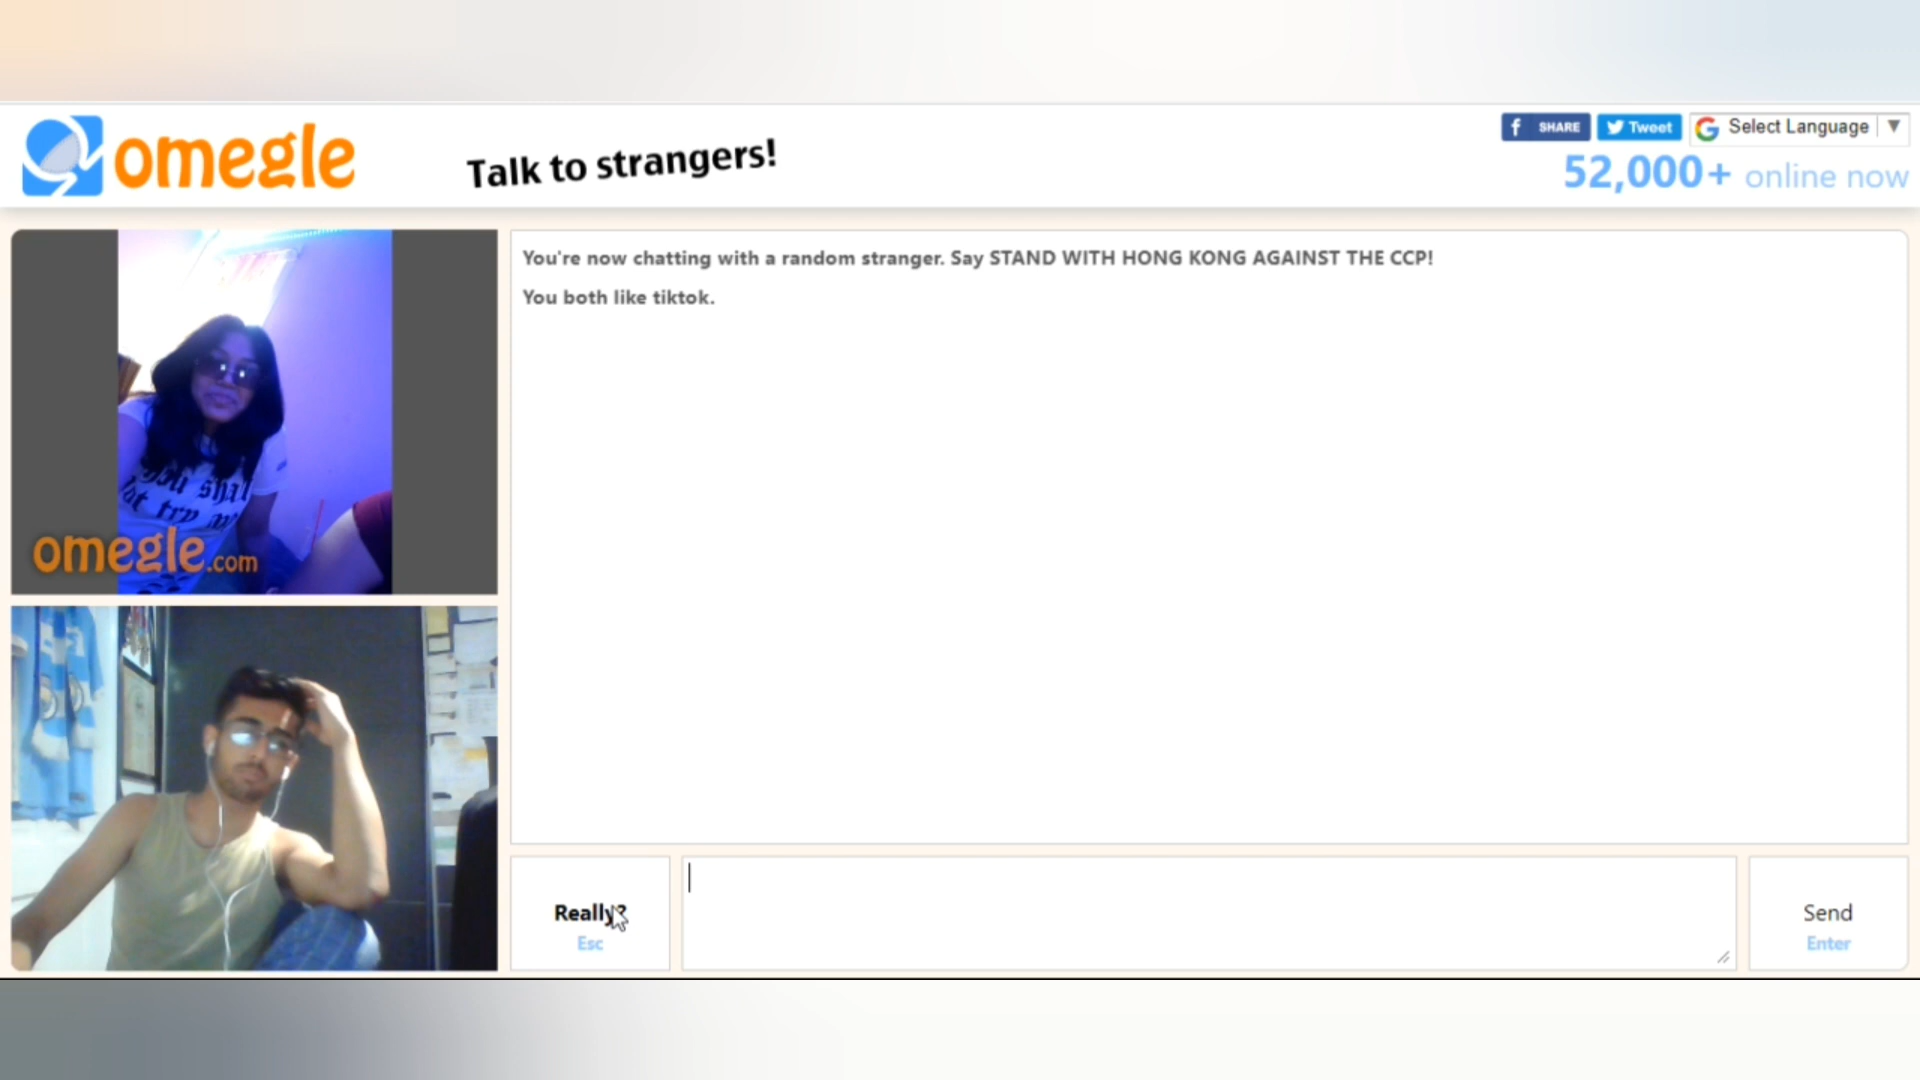 omegle
Talk to strangers!
f SHARE
Tweet
G Select Language ▼
52,000+ online now
You're now chatting with a random stranger. Say STAND WITH HONG KONG AGAINST THE CCP!
You both like tiktok.
omegle.com
Really?
Esc
Send
Enter